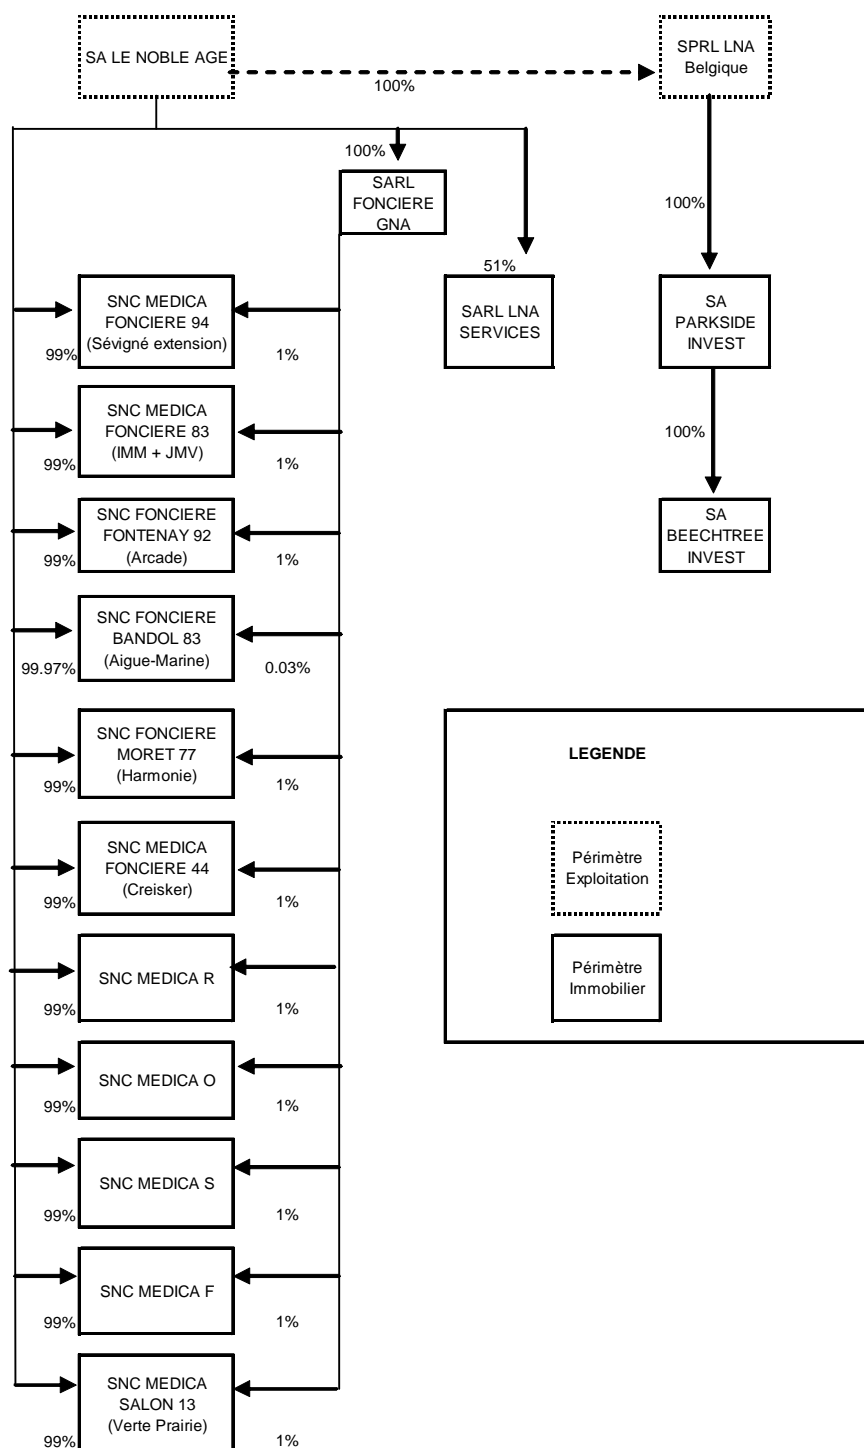 SA LE NOBLE AGE
100%
SPRL LNA
Belgique
100%
SARL
FONCIERE
GNA
100%
51%
SARL LNA
SERVICES
SA
PARKSIDE
INVEST
100%
SA
BEECHTREE
INVEST
SNC MEDICA
FONCIERE 94
(Sévigné extension)
99%
1%
SNC MEDICA
FONCIERE 83
(IMM + JMV)
99%
1%
SNC FONCIERE
FONTENAY 92
(Arcade)
99%
1%
SNC FONCIERE
BANDOL 83
(Aigue-Marine)
99.97%
0.03%
SNC FONCIERE
MORET 77
(Harmonie)
99%
1%
SNC MEDICA
FONCIERE 44
(Creisker)
99%
1%
SNC MEDICA R
99%
1%
SNC MEDICA O
99%
1%
SNC MEDICA S
99%
1%
SNC MEDICA F
99%
1%
SNC MEDICA
SALON 13
(Verte Prairie)
99%
1%
LEGENDE
Périmètre
Exploitation
Périmètre
Immobilier